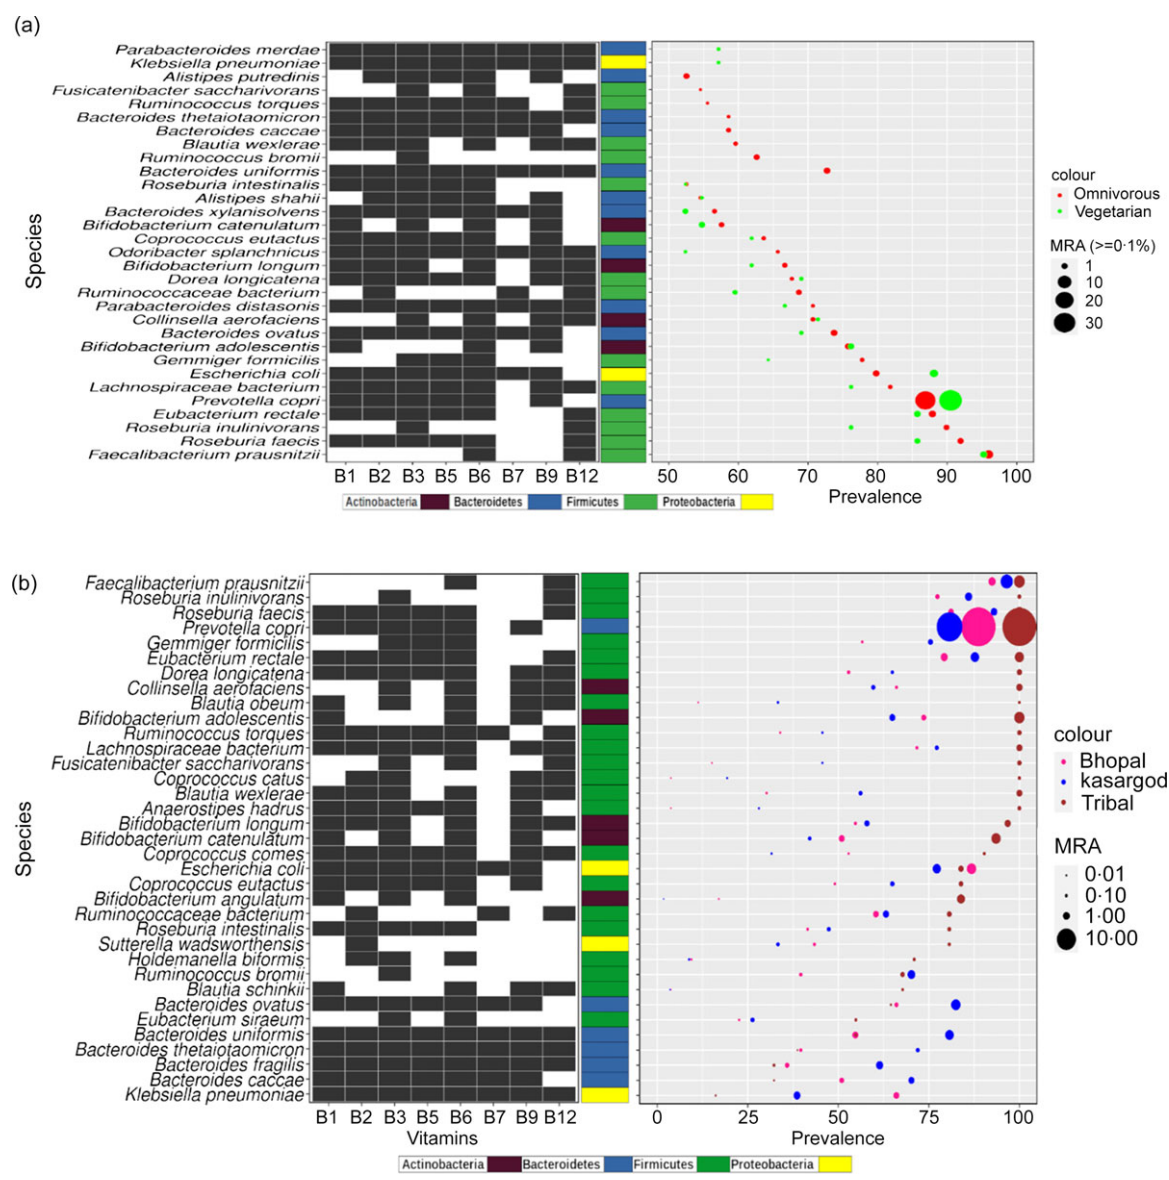 (a)
Species
Parabacteroides merdae
Klebsiella pneumoniae
Alistipes putredinis
Fusicatenibacter saccharivorans
Ruminococcus torques
Bacteroides thetaiotaomicron
Bacteroides caccae
Blautia wexlerae
Ruminococcus bromii
Bacteroides uniformis
Roseburia intestinalis
Alistipes shahii
Bacteroides xylanisolvens
Bifidobacterium catenulatum
Coprococcus eutactus
Odoribacter splanchnicus
Bifidobacterium longum
Dorea longicatena
Ruminococcaceae bacterium
Parabacteroides distasonis
Collinsella aerofaciens
Bacteroides ovatus
Bifidobacterium adolescentis
Gemmiger formicilis
Escherichia coli
Lachnospiraceae bacterium
Prevotella copri
Eubacterium rectale
Roseburia inulinivorans
Roseburia faecis
Faecalibacterium prausnitzii
B1 B2 B3 B5 B6 B7 B9 B12
50 60 70 80 90 100
Prevalence
colour
Omnivorous
Vegetarian
MRA (>=0·1%)
1
10
20
30
Actinobacteria Bacteroidetes Firmicutes Proteobacteria
(b)
Species
Faecalibacterium prausnitzii
Roseburia inulinivorans
Roseburia faecis
Prevotella copri
Gemmiger formicilis
Eubacterium rectale
Dorea longicatena
Collinsella aerofaciens
Blautia obeum
Bifidobacterium adolescentis
Ruminococcus torques
Lachnospiraceae bacterium
Fusicatenibacter saccharivorans
Coprococcus catus
Blautia wexlerae
Anaerostipes hadrus
Bifidobacterium longum
Bifidobacterium catenulatum
Coprococcus comes
Escherichia coli
Coprococcus eutactus
Bifidobacterium angulatum
Ruminococcaceae bacterium
Roseburia intestinalis
Sutterella wadsworthensis
Holdemanella biformis
Ruminococcus bromii
Blautia schinkii
Bacteroides ovatus
Eubacterium siraeum
Bacteroides uniformis
Bacteroides thetaiotaomicron
Bacteroides fragilis
Bacteroides caccae
Klebsiella pneumoniae
B1 B2 B3 B5 B6 B7 B9 B12
Vitamins
0 25 50 75 100
Prevalence
colour
Bhopal
kasargod
Tribal
MRA
0·01
0·10
1·00
10·00
Actinobacteria Bacteroidetes Firmicutes Proteobacteria